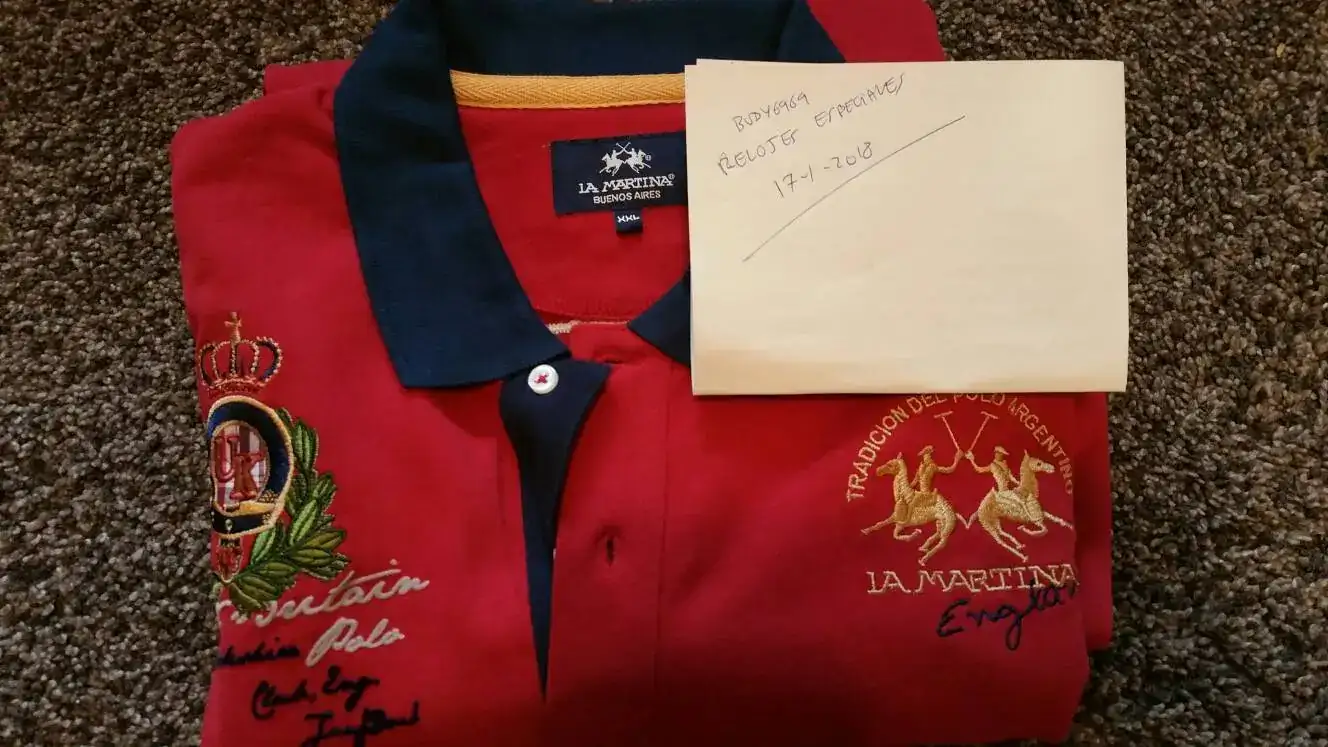 LA MARTINA®
BUENOS AIRES
XXL
BUDY6969
RELOJES ESPECIALES
17-1-2018
UK
Polo
Club,
TRADICION DEL POLO ARGENTINO
LA MARTINA